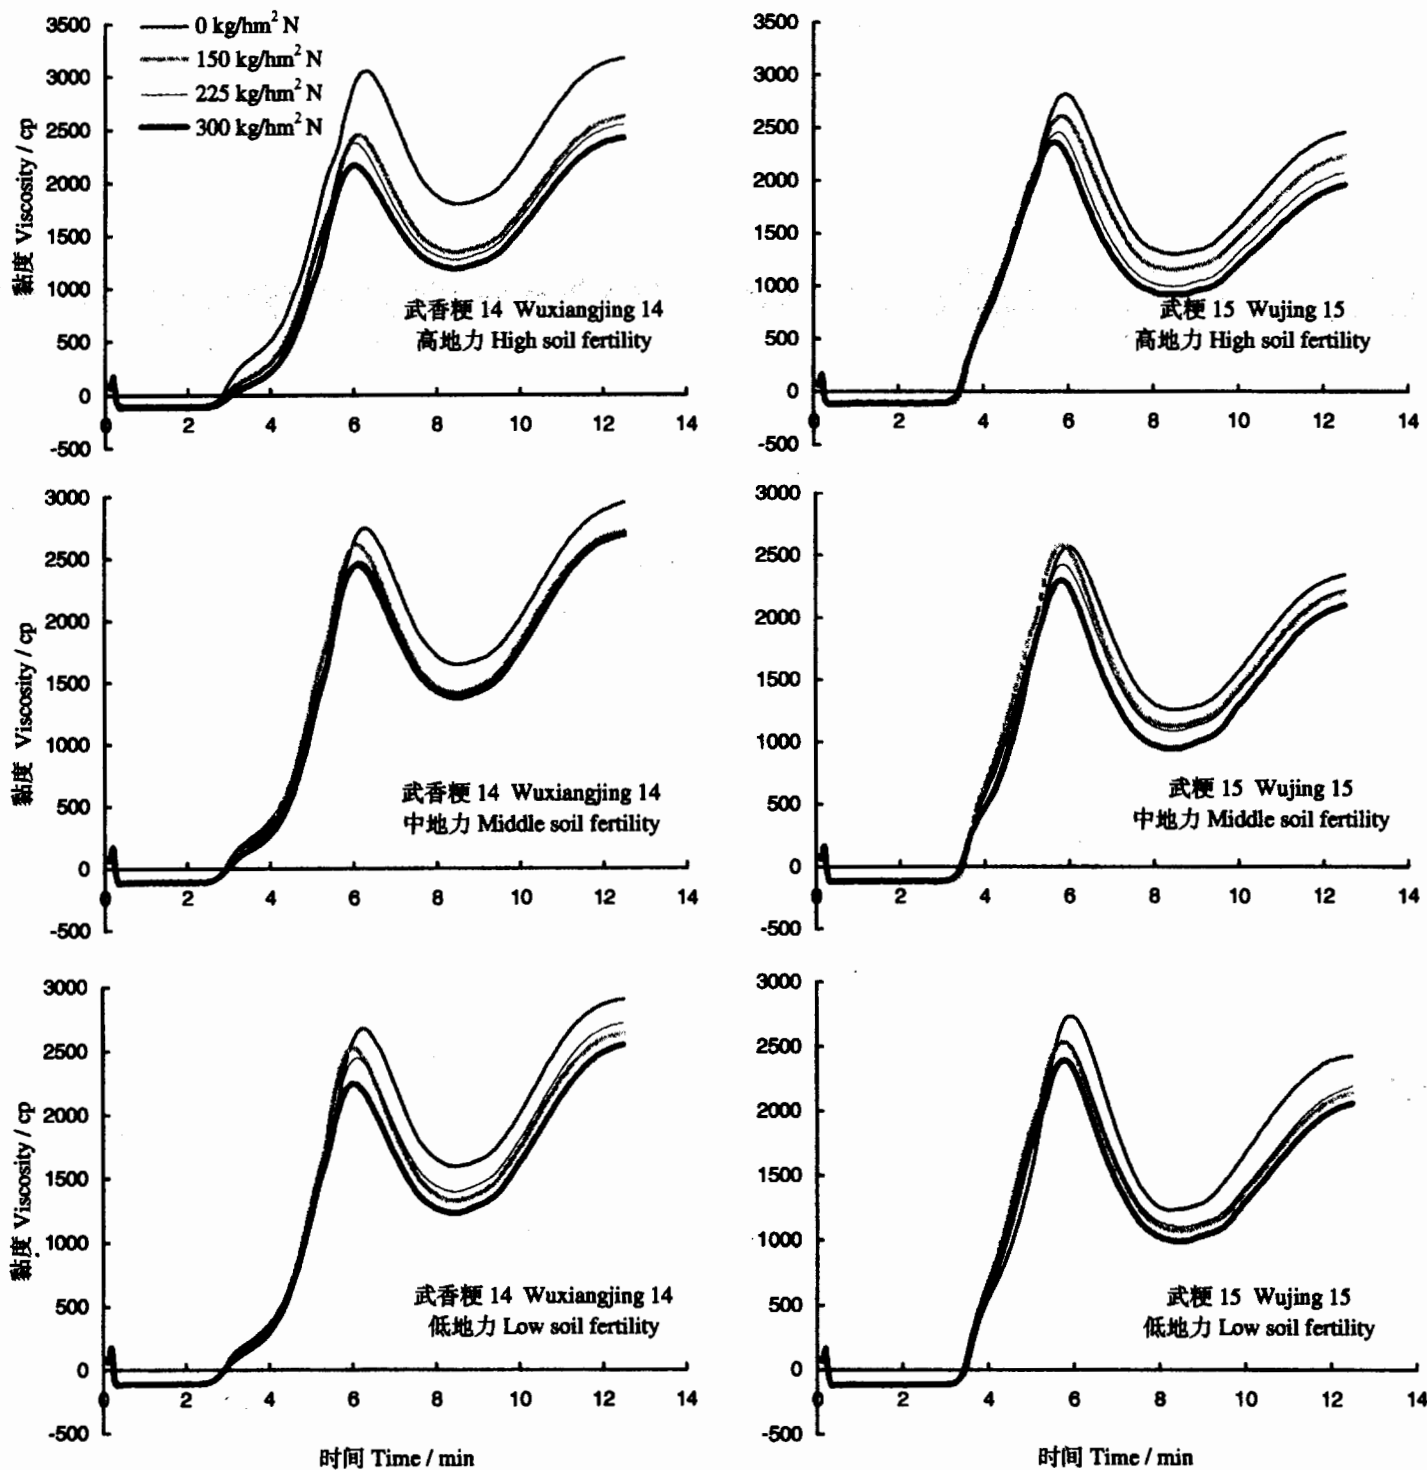 3500
3000
2500
2000
1500
1000
500
0
-500
黏度 Viscosity / cp
0 kg/hm² N
150 kg/hm² N
225 kg/hm² N
300 kg/hm² N
武香粳 14 Wuxiangjing 14
高地力 High soil fertility
0 2 4 6 8 10 12 14
3500
3000
2500
2000
1500
1000
500
0
-500
武粳 15 Wujing 15
高地力 High soil fertility
0 2 4 6 8 10 12 14
3000
2500
2000
1500
1000
500
0
-500
黏度 Viscosity / cp
武香粳 14 Wuxiangjing 14
中地力 Middle soil fertility
0 2 4 6 8 10 12 14
3000
2500
2000
1500
1000
500
0
-500
武粳 15 Wujing 15
中地力 Middle soil fertility
0 2 4 6 8 10 12 14
3000
2500
2000
1500
1000
500
0
-500
黏度 Viscosity / cp
武香粳 14 Wuxiangjing 14
低地力 Low soil fertility
0 2 4 6 8 10 12 14
时间 Time / min
3000
2500
2000
1500
1000
500
0
-500
武粳 15 Wujing 15
低地力 Low soil fertility
0 2 4 6 8 10 12 14
时间 Time / min